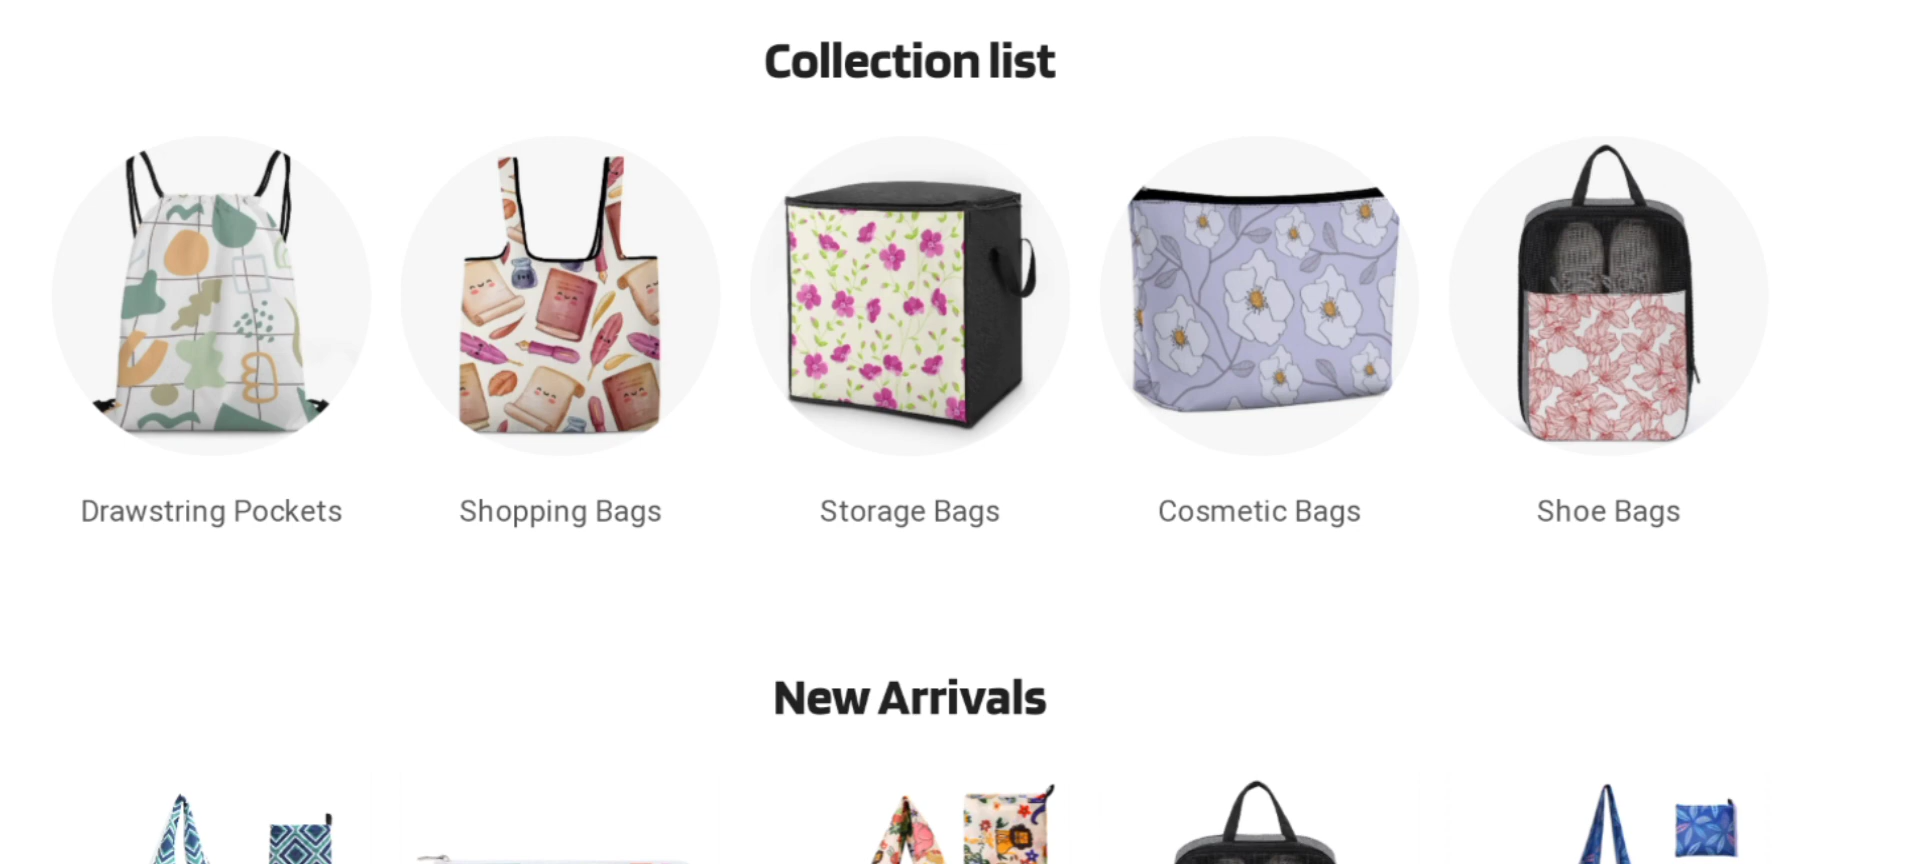 Collection list
Drawstring Pockets
Shopping Bags
Storage Bags
Cosmetic Bags
Shoe Bags
New Arrivals